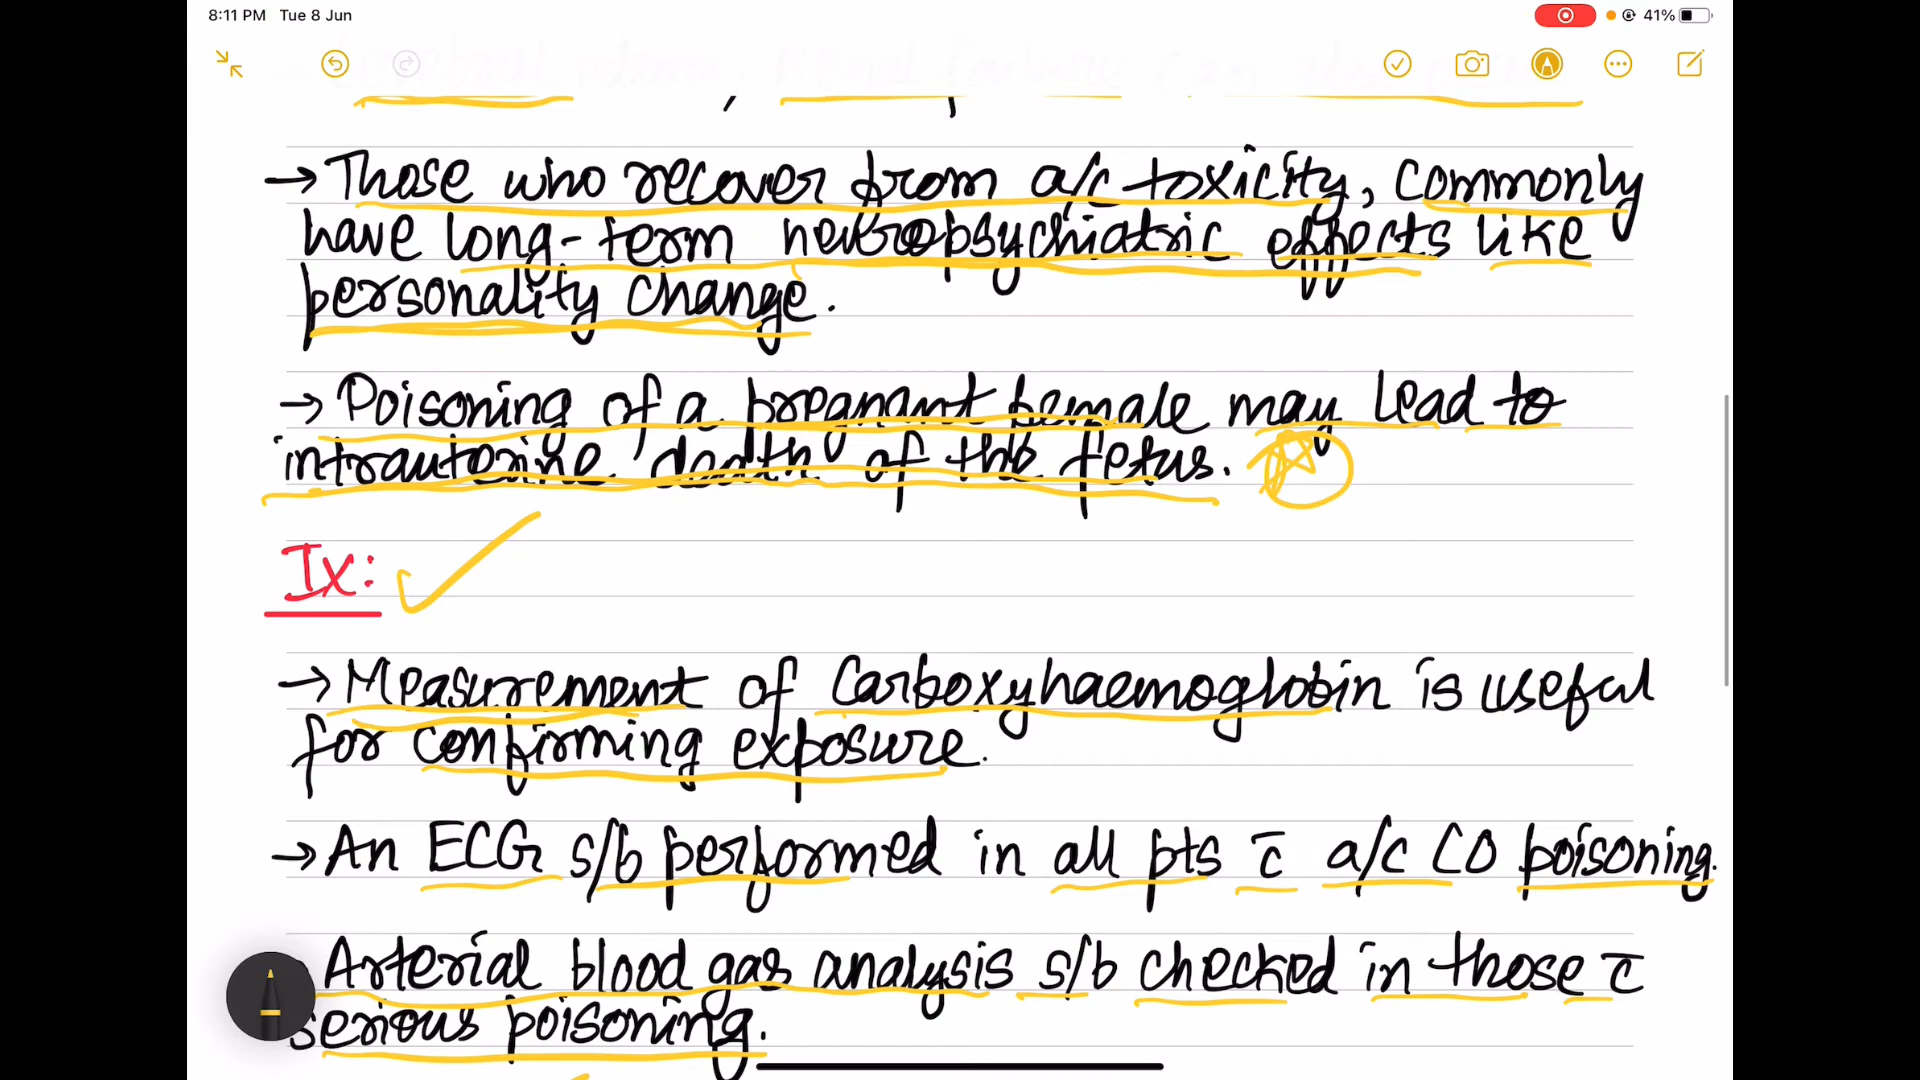 8:11 PM Tue 8 Jun
41%
→ Those who recover from a/c toxicity, commonly
have long-term neuropsychiatric effects like
personality change.
→ Poisoning of a pregnant female may lead to
intrauterine death of the fetus.
Ix:
→ Measurement of Carboxyhaemoglobin is useful
for confirming exposure.
→ An ECG s/b performed in all pts c̄ a/c CO poisoning.
Arterial blood gas analysis s/b checked in those c̄
serious poisoning.